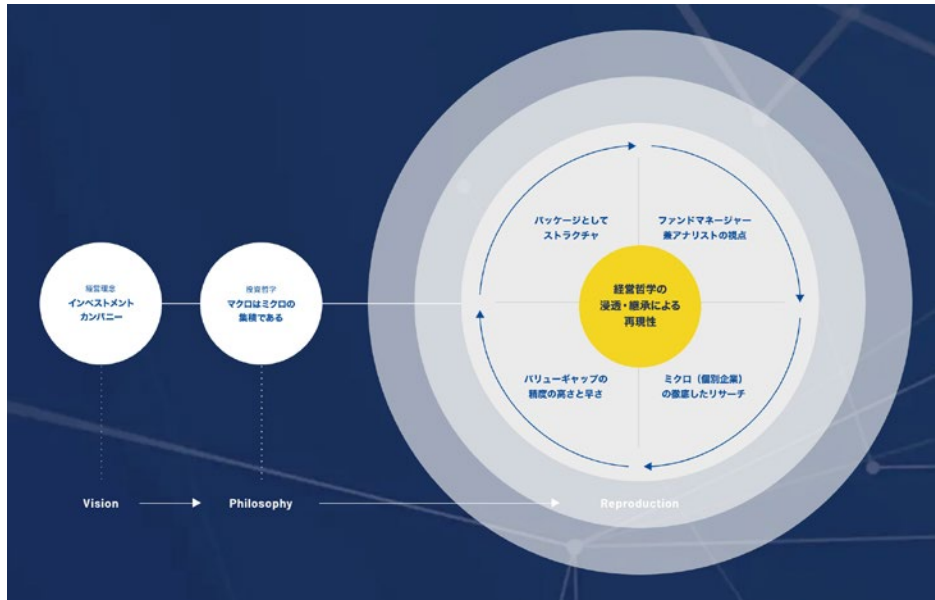 経営理念
インベストメント
カンパニー
投資哲学
マクロはミクロの
集積である
パッケージとして
ストラクチャ
ファンドマネージャー
兼アナリストの視点
経営哲学の
浸透・継承による
再現性
バリューギャップの
精度の高さと早さ
ミクロ（個別企業）
の徹底したリサーチ
Vision
Philosophy
Reproduction